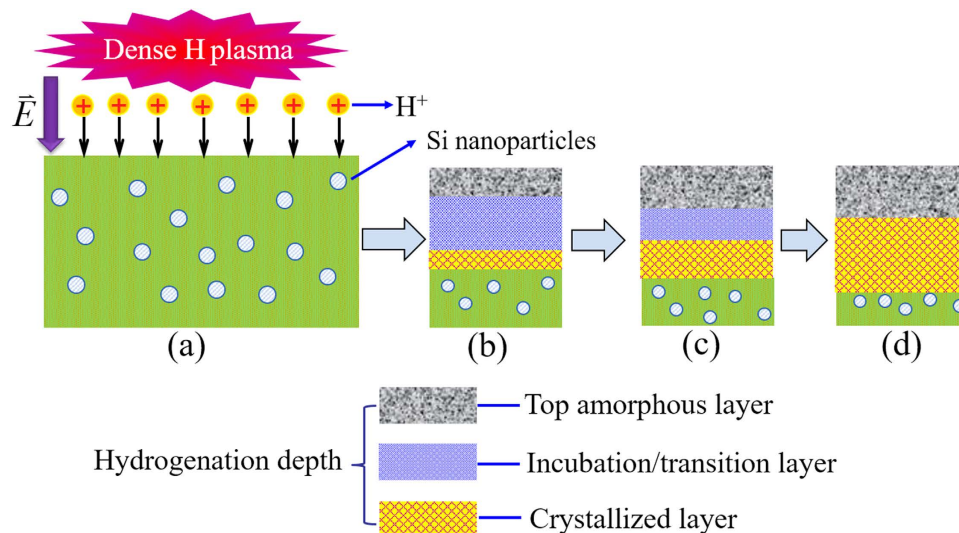 Dense H plasma
E
+ + + + + + +
H+
Si nanoparticles
(a)
(b)
(c)
(d)
Hydrogenation depth
Top amorphous layer
Incubation/transition layer
Crystallized layer